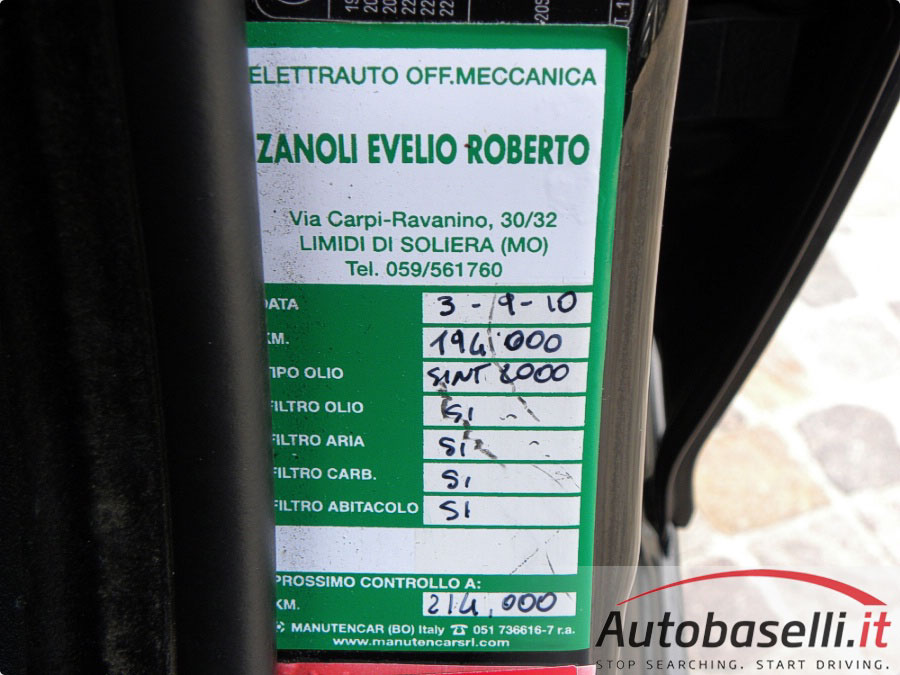 ELETTRAUTO OFF.MECCANICA
ZANOLI EVELIO ROBERTO
Via Carpi-Ravanino, 30/32
LIMIDI DI SOLIERA (MO)
Tel. 059/561760
DATA 3-9-10
KM. 194.000
TIPO OLIO SINT 2000
FILTRO OLIO SI
FILTRO ARIA SI
FILTRO CARB. SI
FILTRO ABITACOLO SI
PROSSIMO CONTROLLO A:
KM. 214.000
MANUTENCAR (BO) Italy ☎ 051 736616-7 r.a.
www.manutencarsrl.com
Autobaselli.it
STOP SEARCHING. START DRIVING.